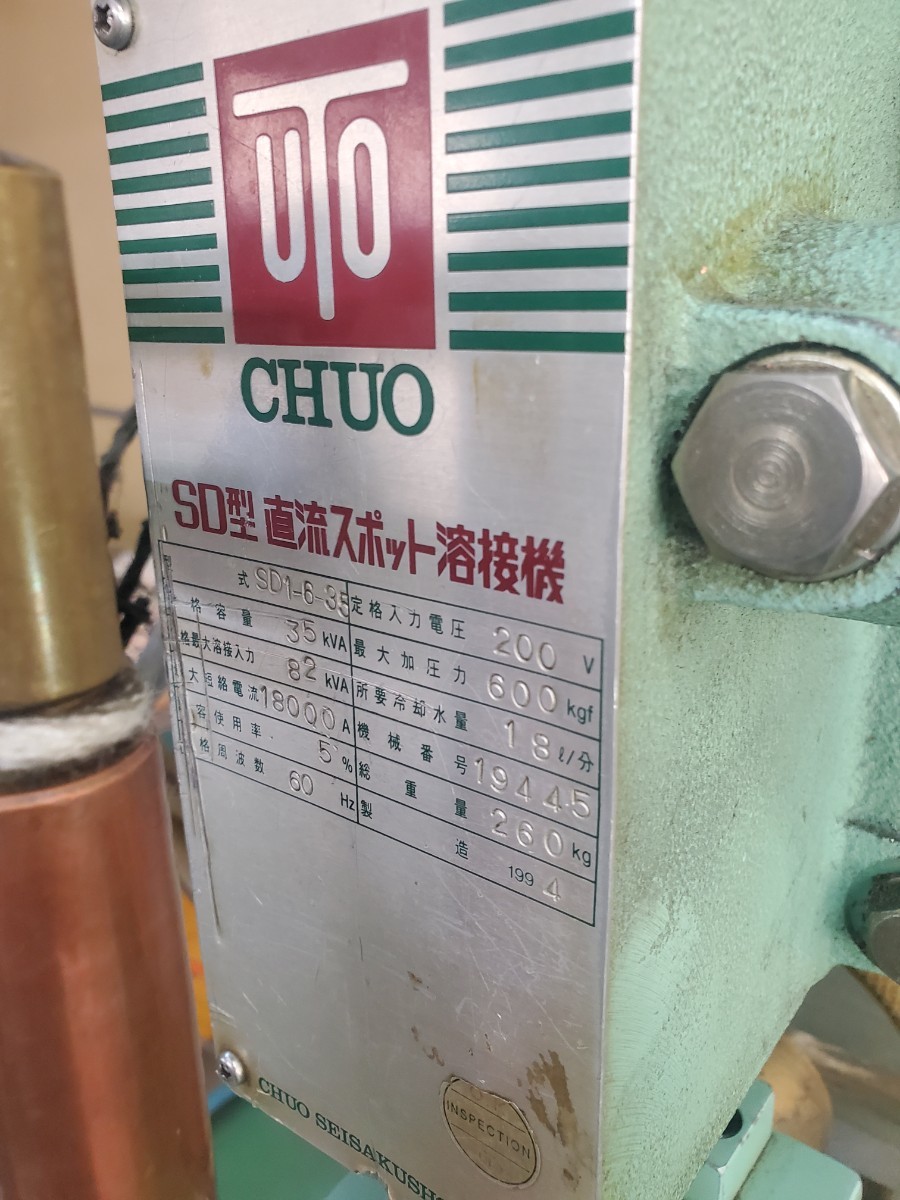 UTO
CHUO
SD型 直流スポット溶接機
型式 SD1-6-35 定格入力電圧 200 V
格容量 35 kVA 最大加圧力 600 kgf
格最大溶接入力 82 kVA 所要冷却水量 18 ℓ/分
大短絡電流 18000 A 機械番号 19445
容使用率 5 % 総重量 260 kg
格周波数 60 Hz 製造 1994
INSPECTION
CHUO SEISAKUSHO